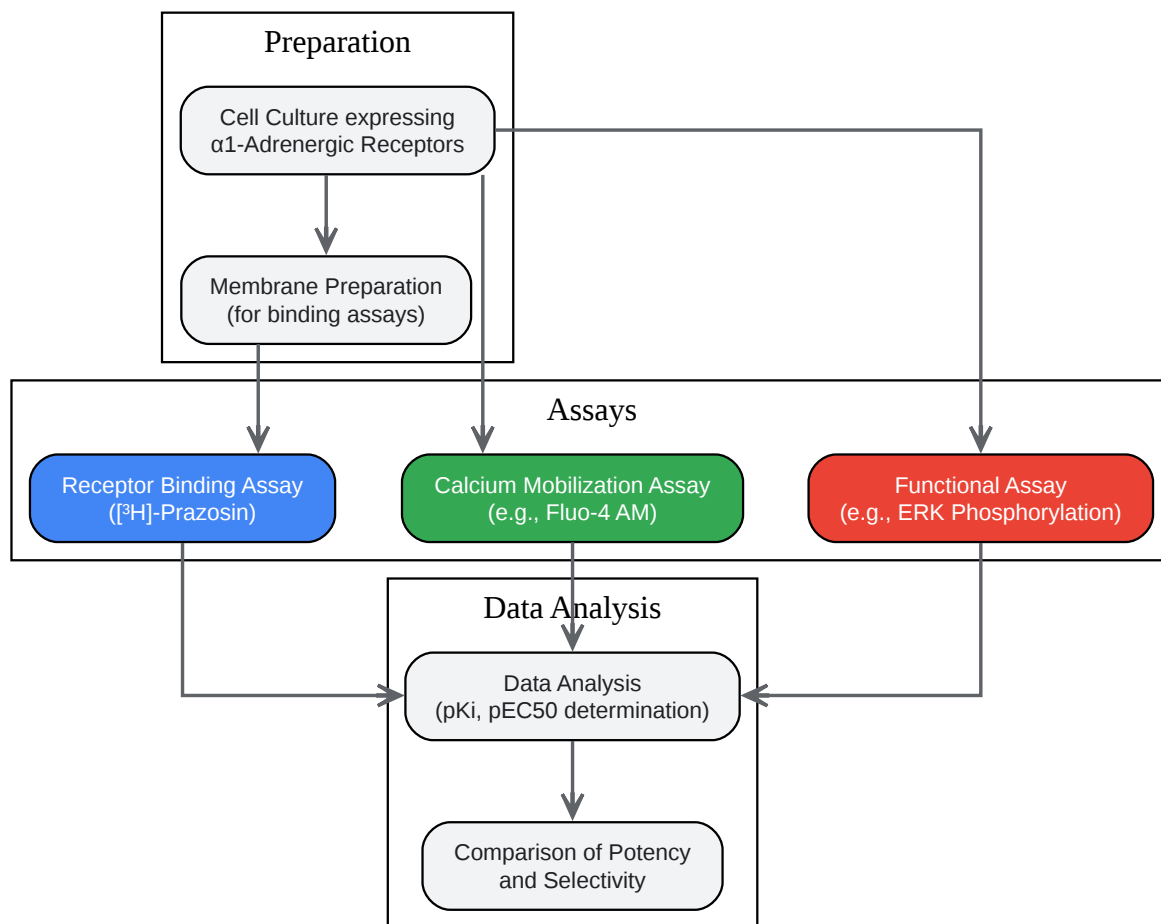 Preparation
Cell Culture expressing
α1-Adrenergic Receptors
Membrane Preparation
(for binding assays)
Assays
Receptor Binding Assay
([³H]-Prazosin)
Calcium Mobilization Assay
(e.g., Fluo-4 AM)
Functional Assay
(e.g., ERK Phosphorylation)
Data Analysis
Data Analysis
(pKi, pEC50 determination)
Comparison of Potency
and Selectivity